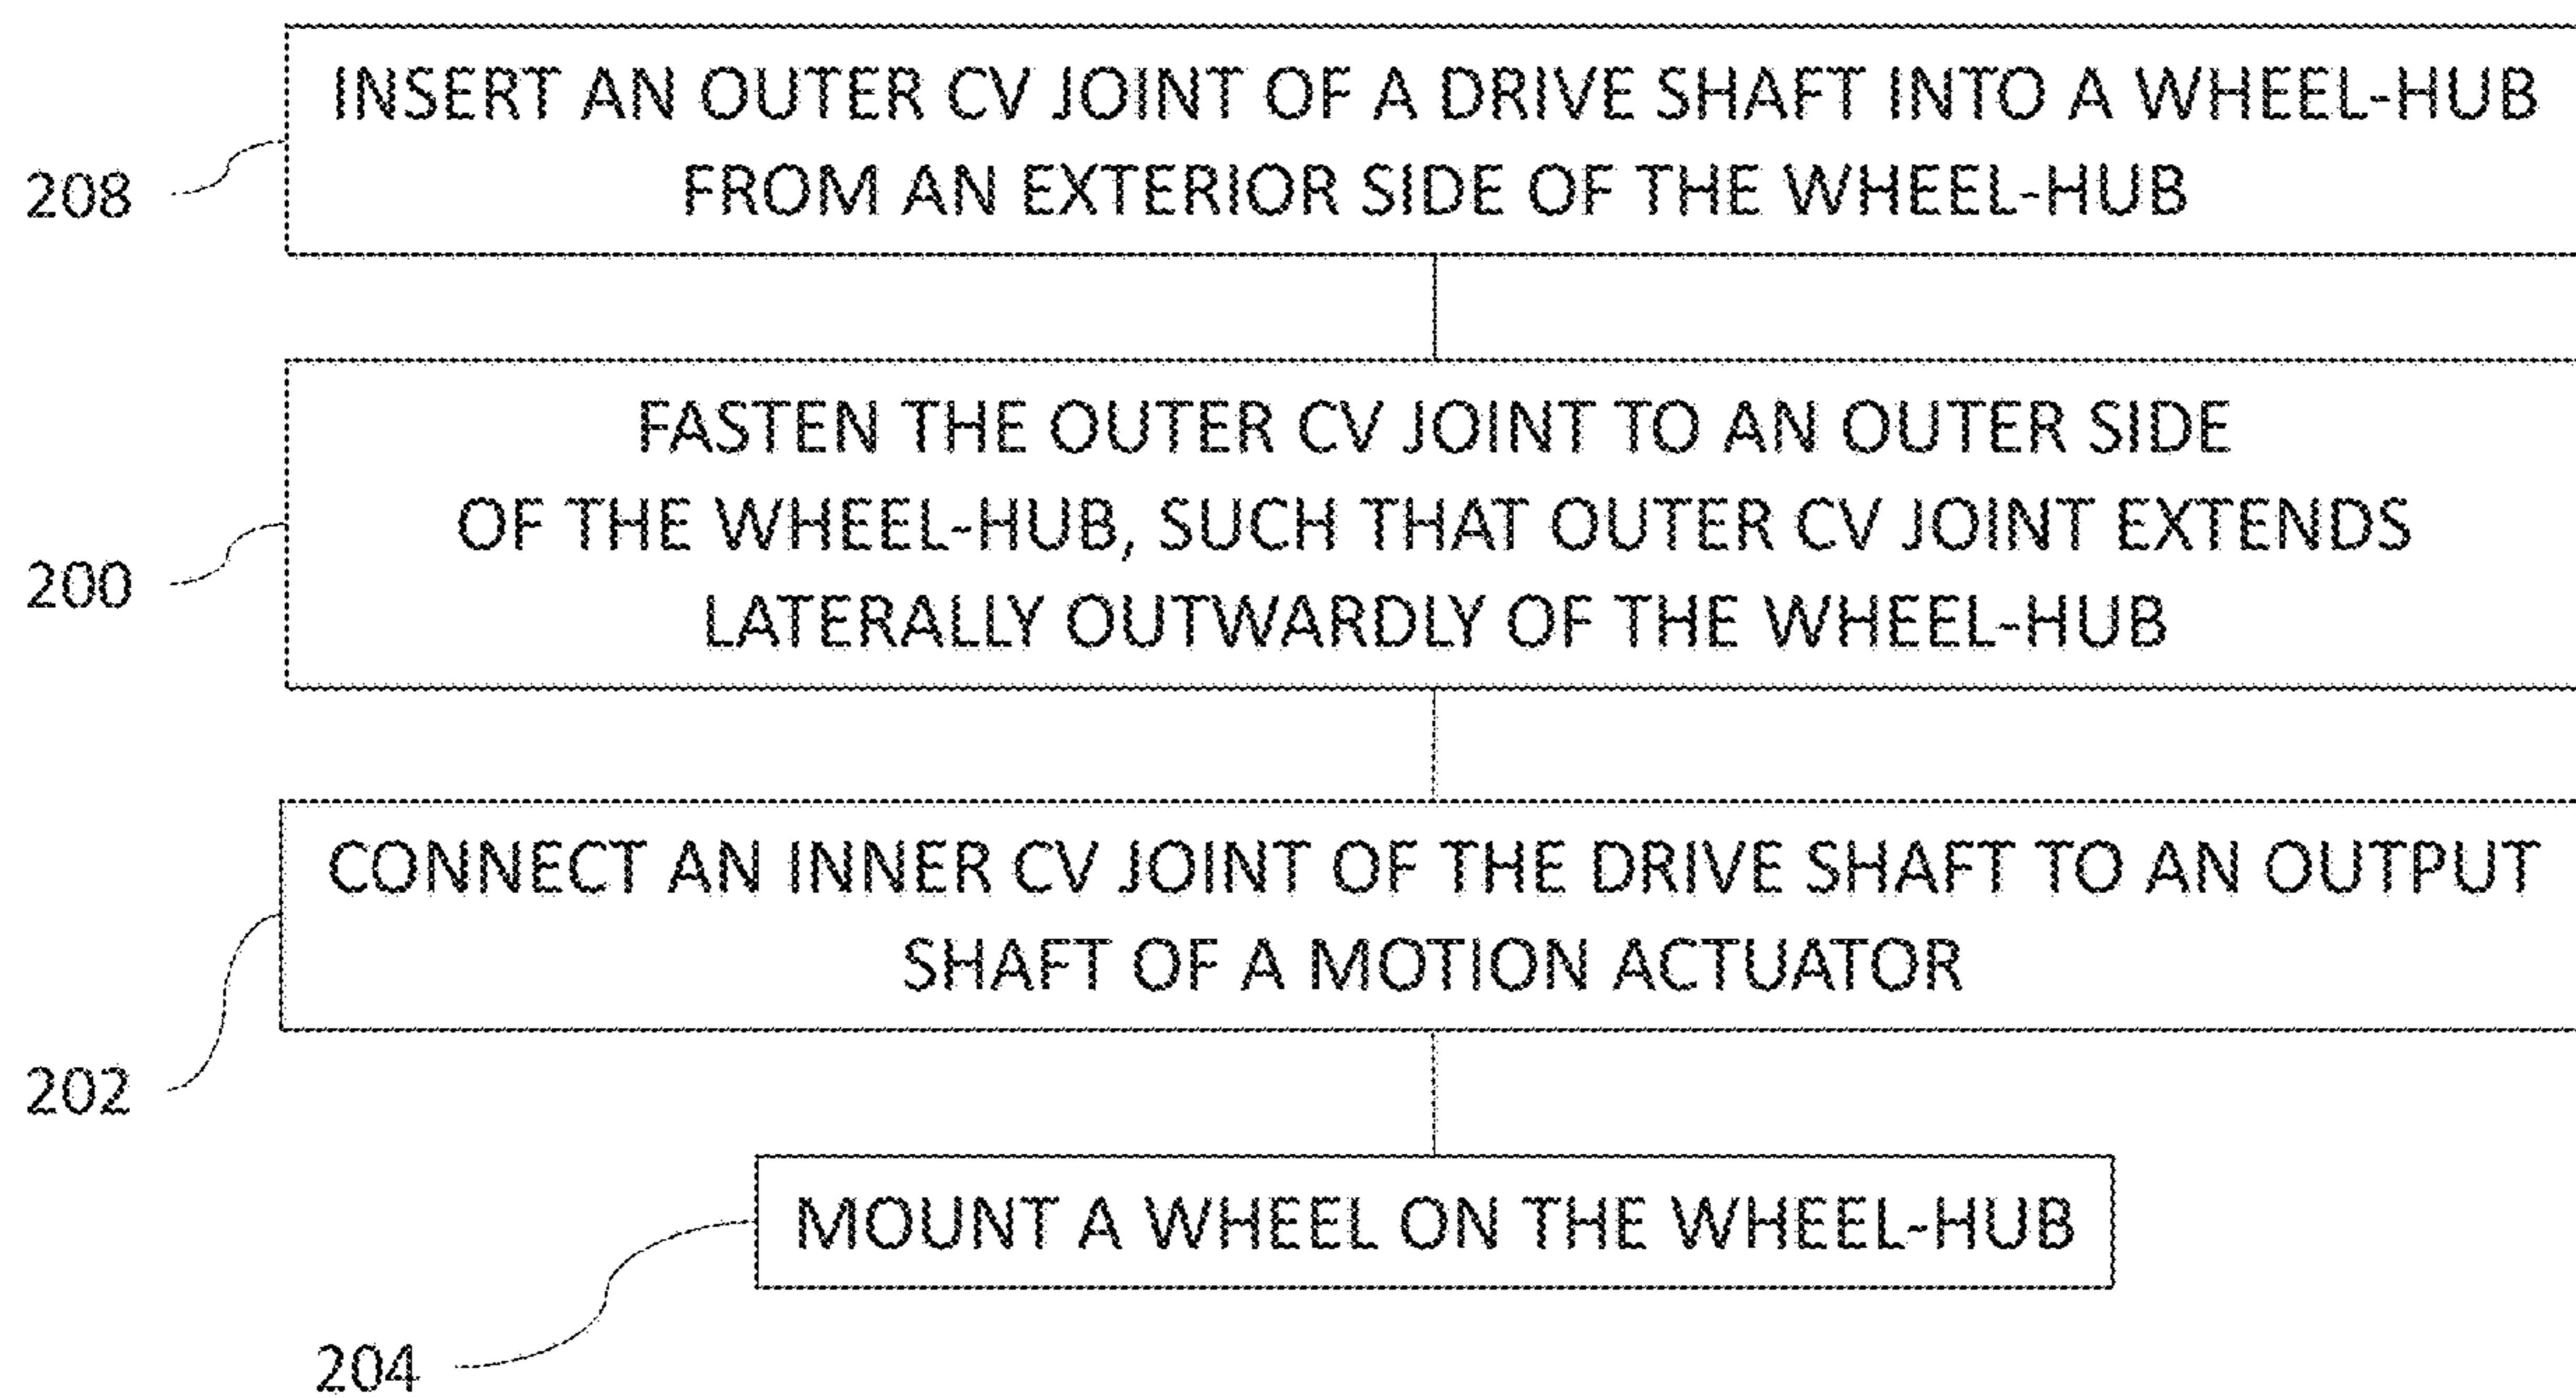 INSERT AN OUTER CV JOINT OF A DRIVE SHAFT INTO A WHEEL-HUB
FROM AN EXTERIOR SIDE OF THE WHEEL-HUB
208
FASTEN THE OUTER CV JOINT TO AN OUTER SIDE
OF THE WHEEL-HUB, SUCH THAT OUTER CV JOINT EXTENDS
LATERALLY OUTWARDLY OF THE WHEEL-HUB
200
CONNECT AN INNER CV JOINT OF THE DRIVE SHAFT TO AN OUTPUT
SHAFT OF A MOTION ACTUATOR
202
MOUNT A WHEEL ON THE WHEEL-HUB
204